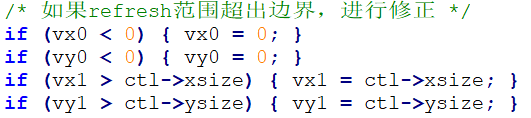 /* 如果refresh范围超出边界，进行修正 */
if (vx0 < 0) { vx0 = 0; }
if (vy0 < 0) { vy0 = 0; }
if (vx1 > ctl->xsize) { vx1 = ctl->xsize; }
if (vy1 > ctl->ysize) { vy1 = ctl->ysize; }